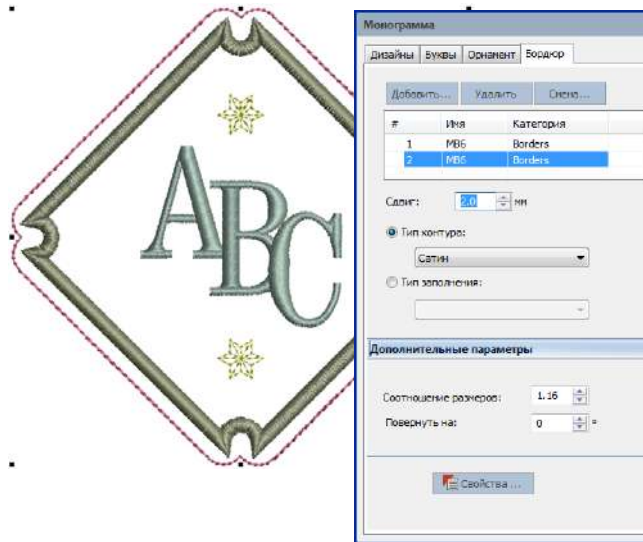 ABC
Монограмма
Дизайны Буквы Орнамент Бордюр
Добавить... Удалить Смена...
# Имя Категория
1 MB6 Borders
2 MB6 Borders
Сдвиг: 2.0 мм
Тип контура:
Сатин
Тип заполнения:
Дополнительные параметры
Соотношение размеров: 1.16
Повернуть на: 0 °
Свойства ...